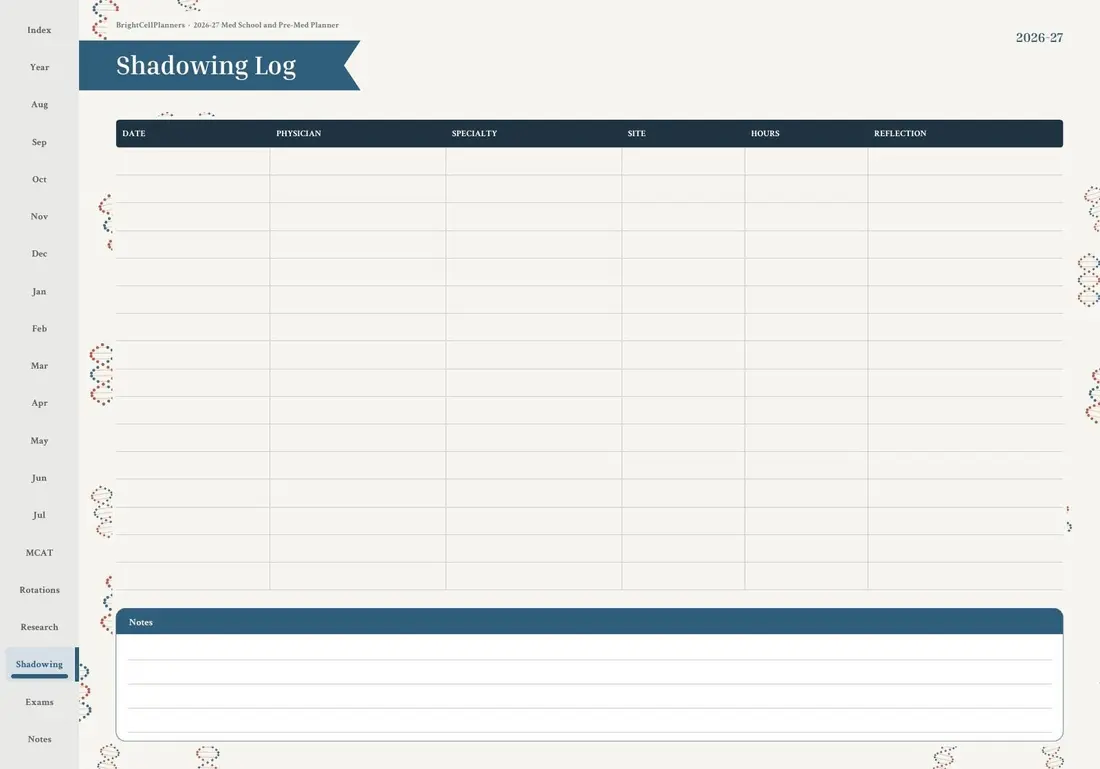 BrightCellPlanners · 2026-27 Med School and Pre-Med Planner
2026-27
Shadowing Log
Index
Year
Aug
Sep
Oct
Nov
Dec
Jan
Feb
Mar
Apr
May
Jun
Jul
MCAT
Rotations
Research
Shadowing
Exams
Notes
DATE PHYSICIAN SPECIALTY SITE HOURS REFLECTION
Notes